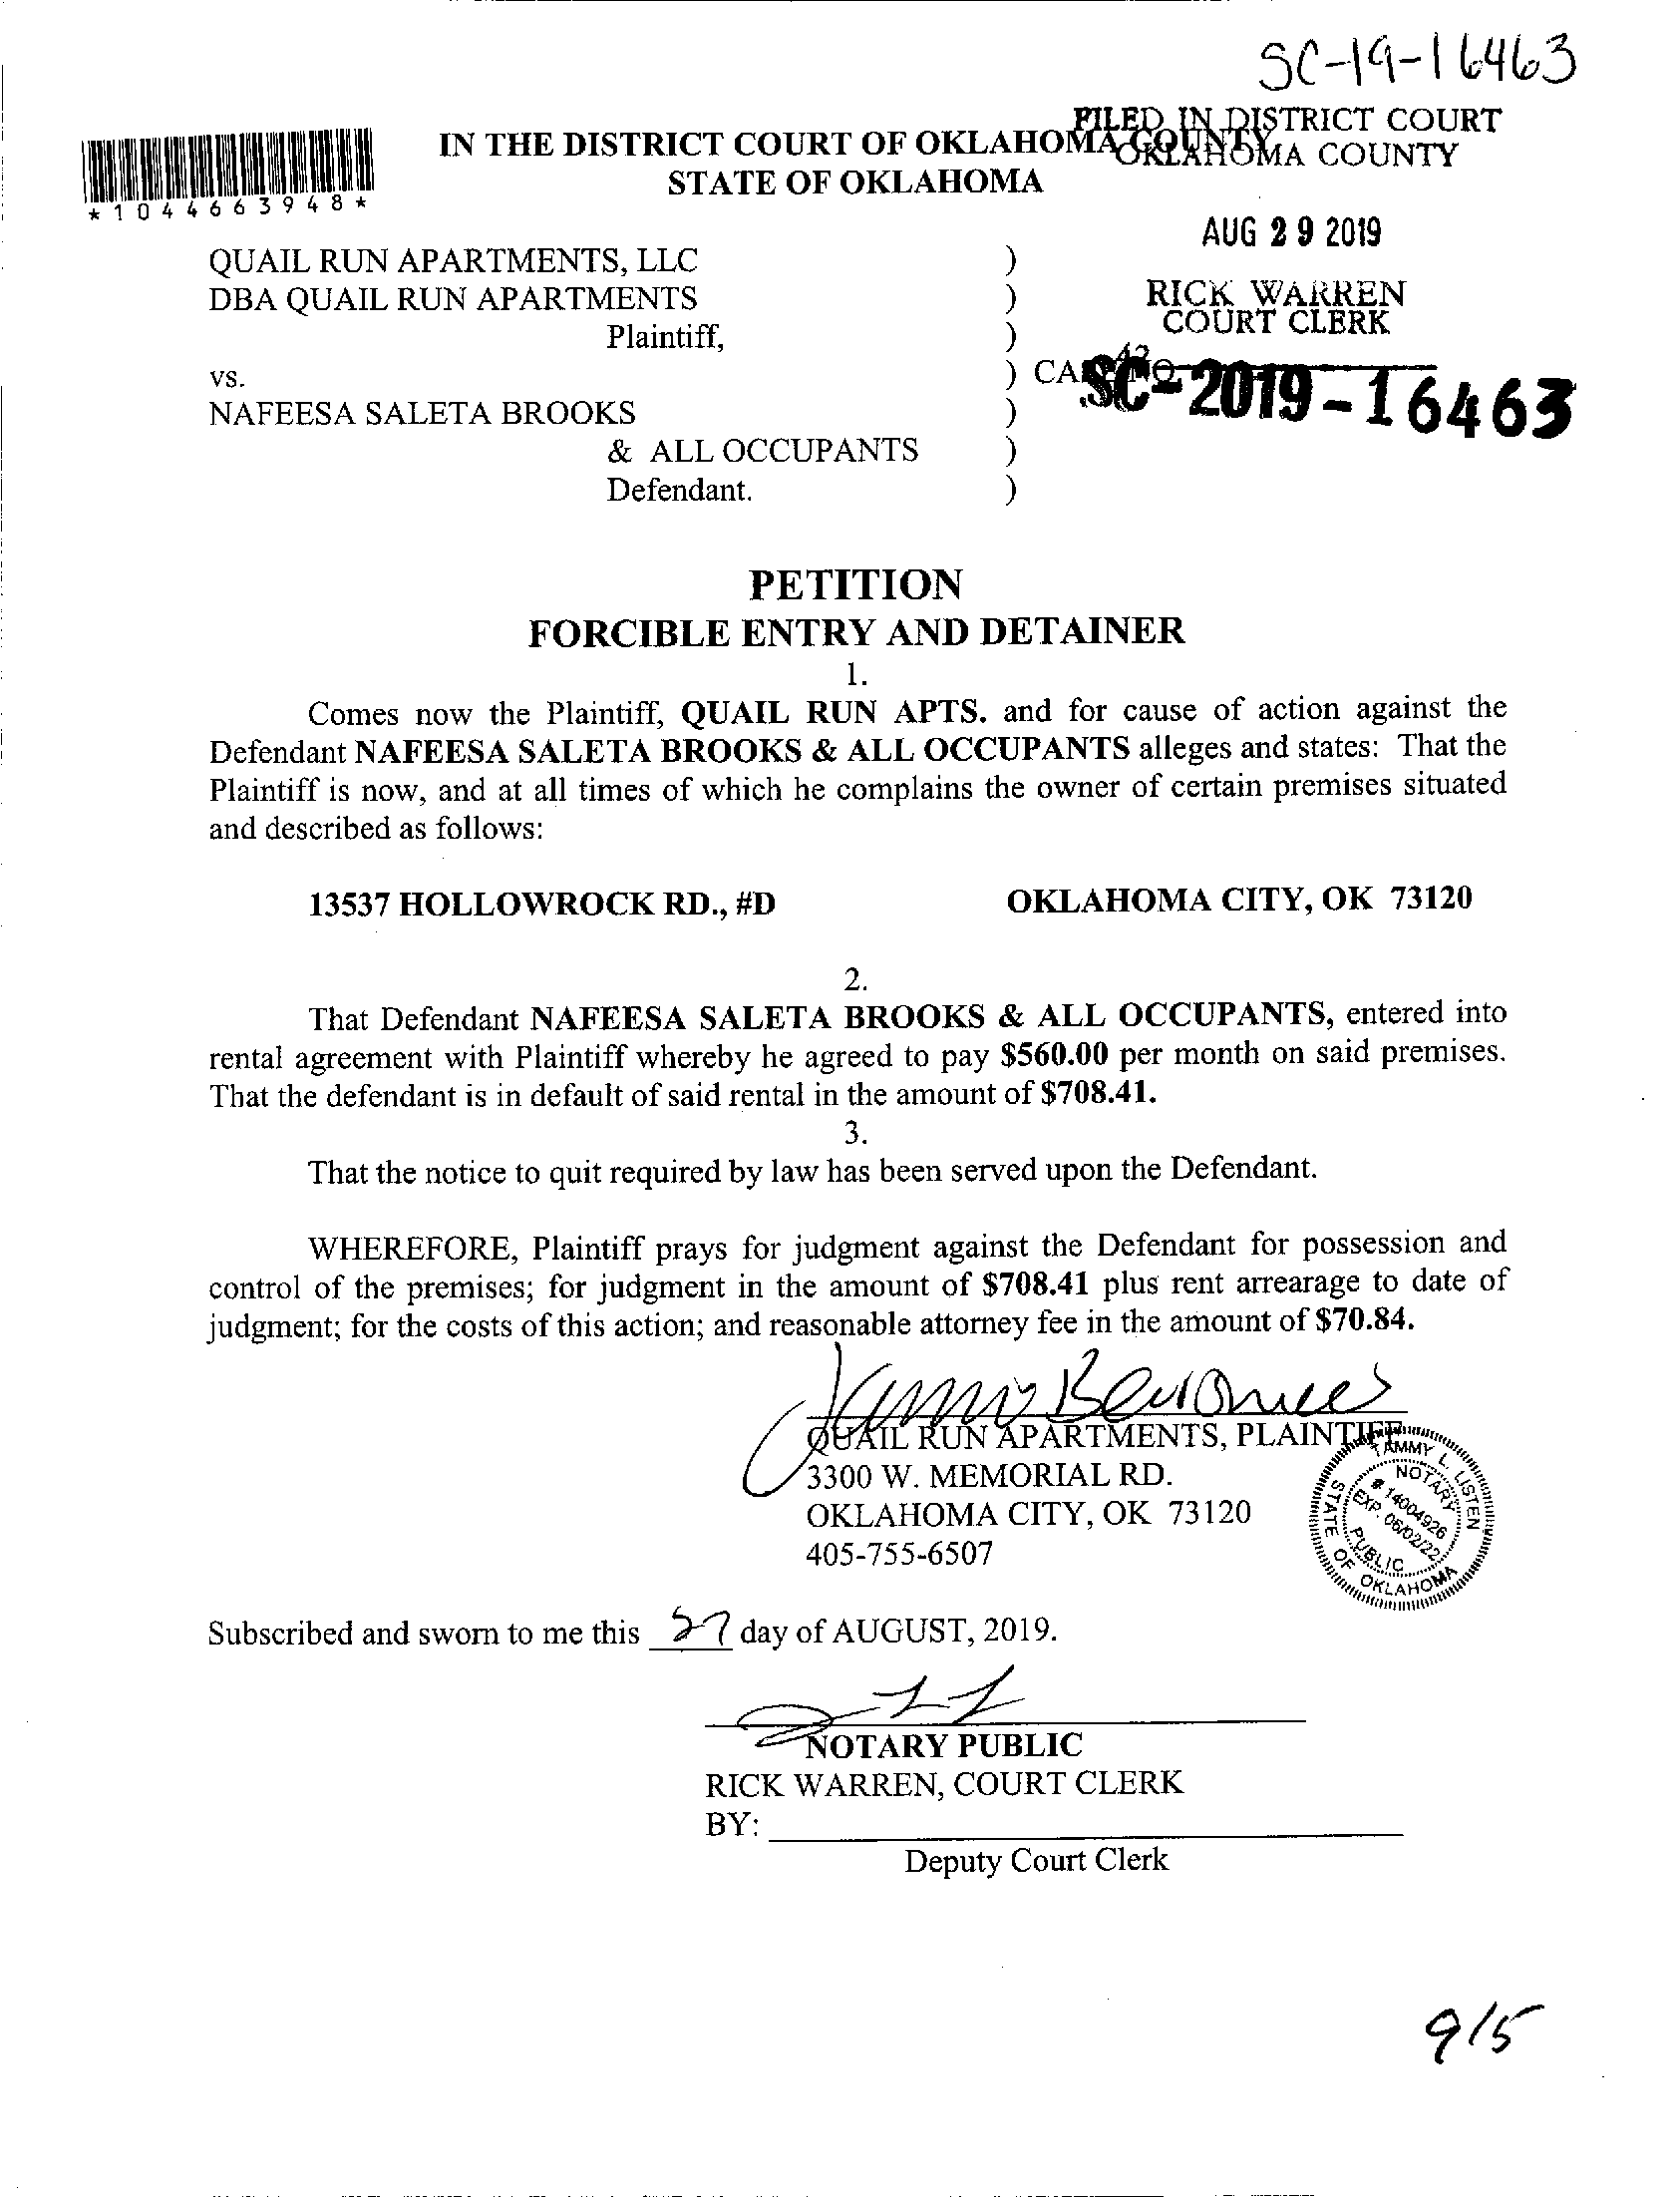 SC-19-16463
FILED IN DISTRICT COURT
OKLAHOMA COUNTY
IN THE DISTRICT COURT OF OKLAHOMA COUNTY
STATE OF OKLAHOMA
*1044663948*
AUG 29 2019
QUAIL RUN APARTMENTS, LLC )
DBA QUAIL RUN APARTMENTS )
RICK WARREN
COURT CLERK
Plaintiff, )
42
vs. )
SC-2019-16463
NAFEESA SALETA BROOKS )
& ALL OCCUPANTS )
Defendant. )
PETITION
FORCIBLE ENTRY AND DETAINER
1.
Comes now the Plaintiff, QUAIL RUN APTS. and for cause of action against the
Defendant NAFEESA SALETA BROOKS & ALL OCCUPANTS alleges and states: That the
Plaintiff is now, and at all times of which he complains the owner of certain premises situated
and described as follows:
13537 HOLLOWROCK RD., #D OKLAHOMA CITY, OK 73120
2.
That Defendant NAFEESA SALETA BROOKS & ALL OCCUPANTS, entered into
rental agreement with Plaintiff whereby he agreed to pay $560.00 per month on said premises.
That the defendant is in default of said rental in the amount of $708.41.
3.
That the notice to quit required by law has been served upon the Defendant.
WHEREFORE, Plaintiff prays for judgment against the Defendant for possession and
control of the premises; for judgment in the amount of $708.41 plus rent arrearage to date of
judgment; for the costs of this action; and reasonable attorney fee in the amount of $70.84.
QUAIL RUN APARTMENTS, PLAINTIFF
3300 W. MEMORIAL RD.
OKLAHOMA CITY, OK 73120
405-755-6507
TAMMY L. LISTEN
NOTARY
# 14004926
EXP. 06/02/22
PUBLIC
STATE OF OKLAHOMA
Subscribed and sworn to me this 27 day of AUGUST, 2019.
NOTARY PUBLIC
RICK WARREN, COURT CLERK
BY:
Deputy Court Clerk
9/5